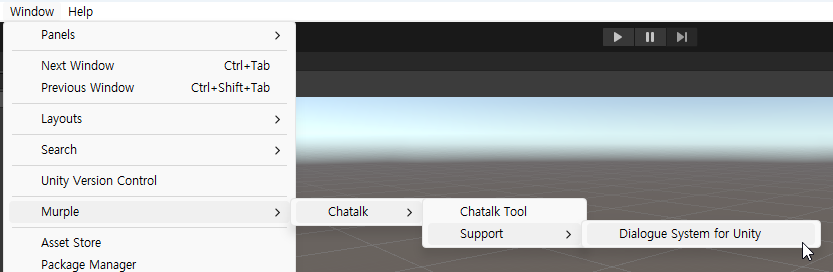 Window Help
Panels
Next Window Ctrl+Tab
Previous Window Ctrl+Shift+Tab
Layouts
Search
Unity Version Control
Murple Chatalk Chatalk Tool
Support Dialogue System for Unity
Asset Store
Package Manager